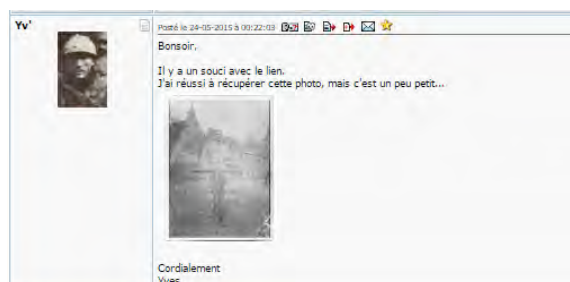 Yv'
Posté le 24-05-2015 à 00:22:03
Bonsoir,
Il y a un souci avec le lien.
J'ai réussi à récupérer cette photo, mais c'est un peu petit...
Cordialement
Yves